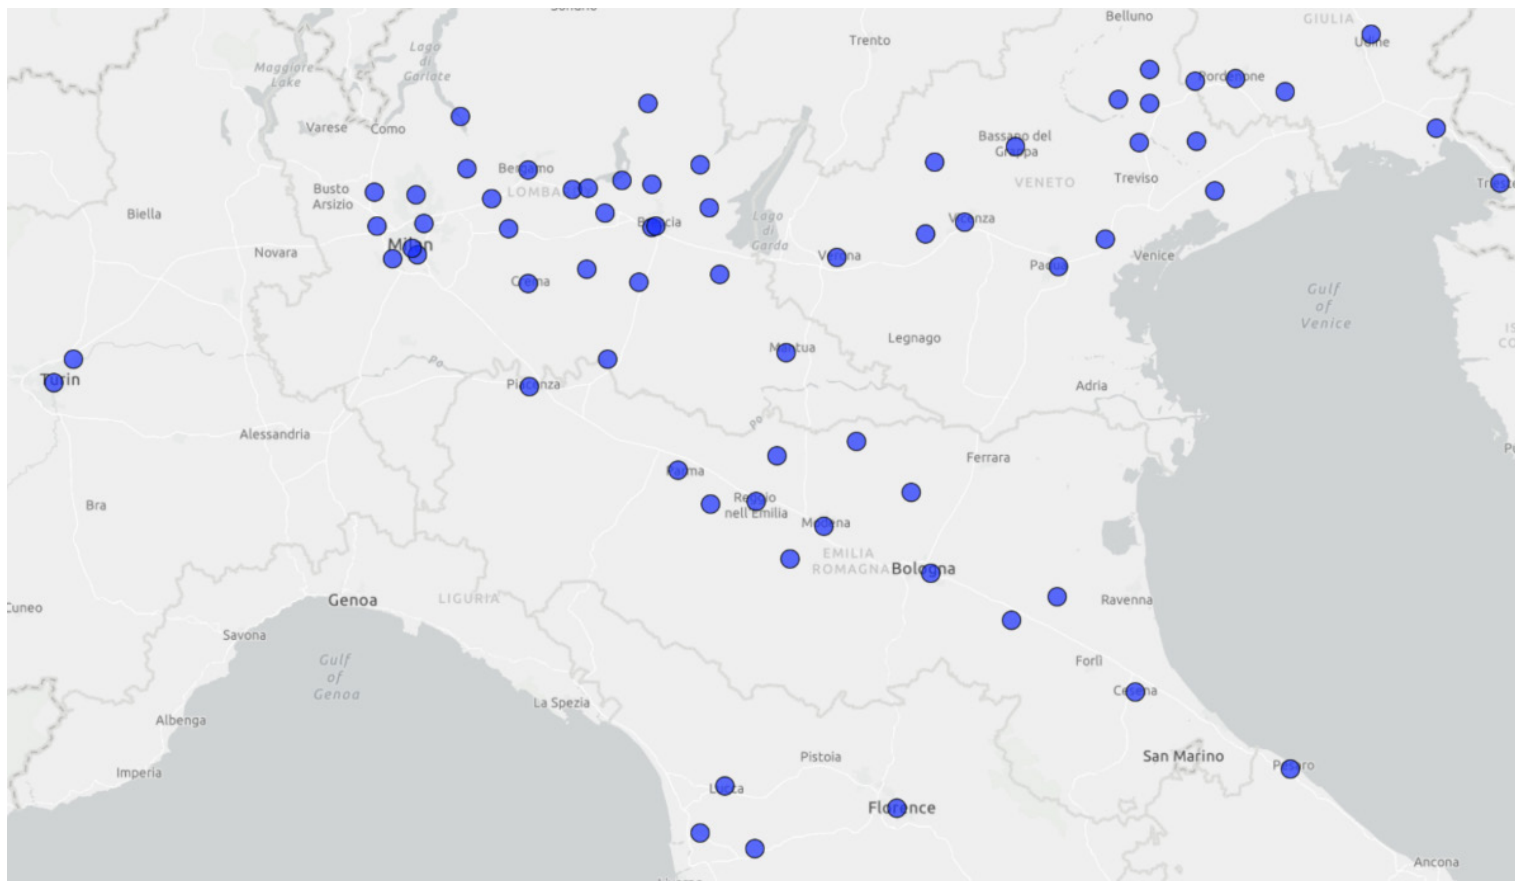 Belluno
GIULIA
Udine
Trento
Lago
di
Garlate
Maggiore
Lake
Pordenone
Varese
Como
Bassano del
Grappa
Bergamo
LOMBA
VENETO
Treviso
Trieste
Busto
Arsizio
Biella
Lago
di
Garda
Brescia
Vicenza
Milan
Novara
Verona
Padua
Venice
Crema
Gulf
of
Venice
Legnago
Mantua
Po
Turin
Piacenza
Adria
Po
Alessandria
Ferrara
Parma
Reggio
nell'Emilia
Modena
Bra
EMILIA
ROMAGNA
Bologna
Genoa
LIGURIA
Ravenna
Cuneo
Savona
Forlì
Gulf
of
Genoa
Cesena
La Spezia
Albenga
Pistoia
San Marino
Pesaro
Imperia
Lucca
Florence
Ancona